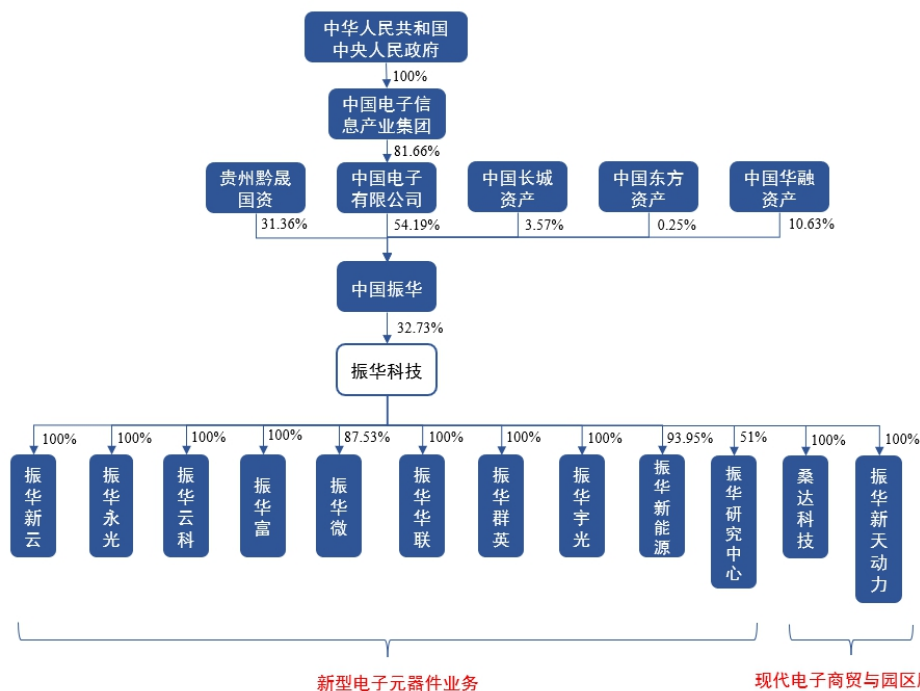 中华人民共和国
中央人民政府
100%
中国电子信
息产业集团
81.66%
贵州黔晟
国资
中国电子
有限公司
中国长城
资产
中国东方
资产
中国华融
资产
31.36%
54.19%
3.57%
0.25%
10.63%
中国振华
32.73%
振华科技
100%
100%
100%
100%
87.53%
100%
100%
100%
93.95%
51%
100%
100%
振华新云
振华永光
振华云科
振华富
振华微
振华华联
振华群英
振华宇光
振华新能源
振华研究中心
桑达科技
振华新天动力
新型电子元器件业务
现代电子商贸与园区